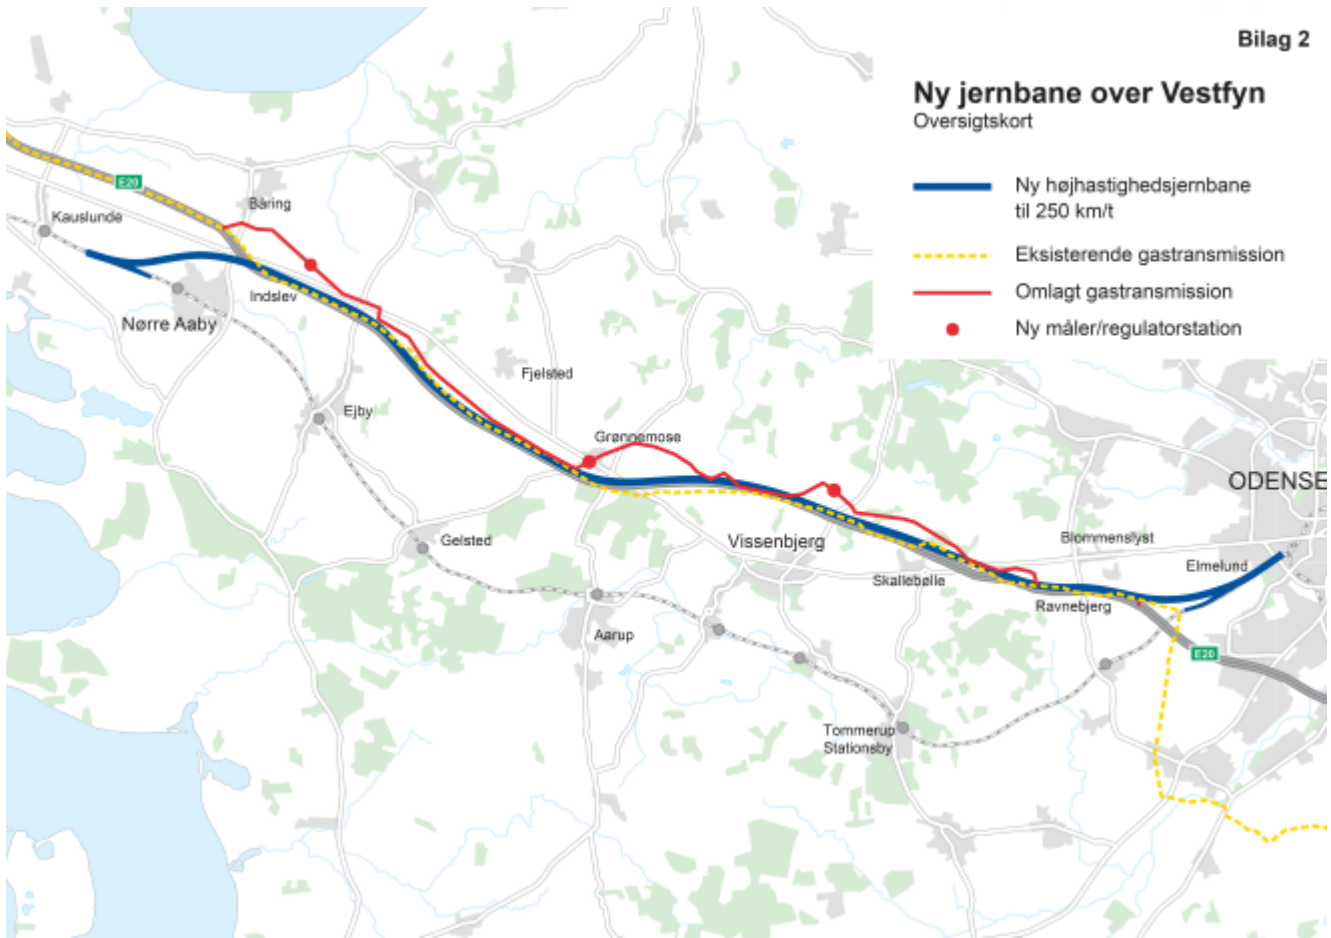 Bilag 2
Ny jernbane over Vestfyn
Oversigtskort
Ny højhastighedsjernbane
til 250 km/t
Eksisterende gastransmission
Omlagt gastransmission
Ny måler/regulatorstation
E20
Kauslunde
Båring
Indslev
Nørre Aaby
Fjelsted
Ejby
Grønnemose
ODENSE
Gelsted
Vissenbjerg
Blommenslyst
Elmelund
Skallebølle
Ravnebjerg
Aarup
E20
Tommerup
Stationsby